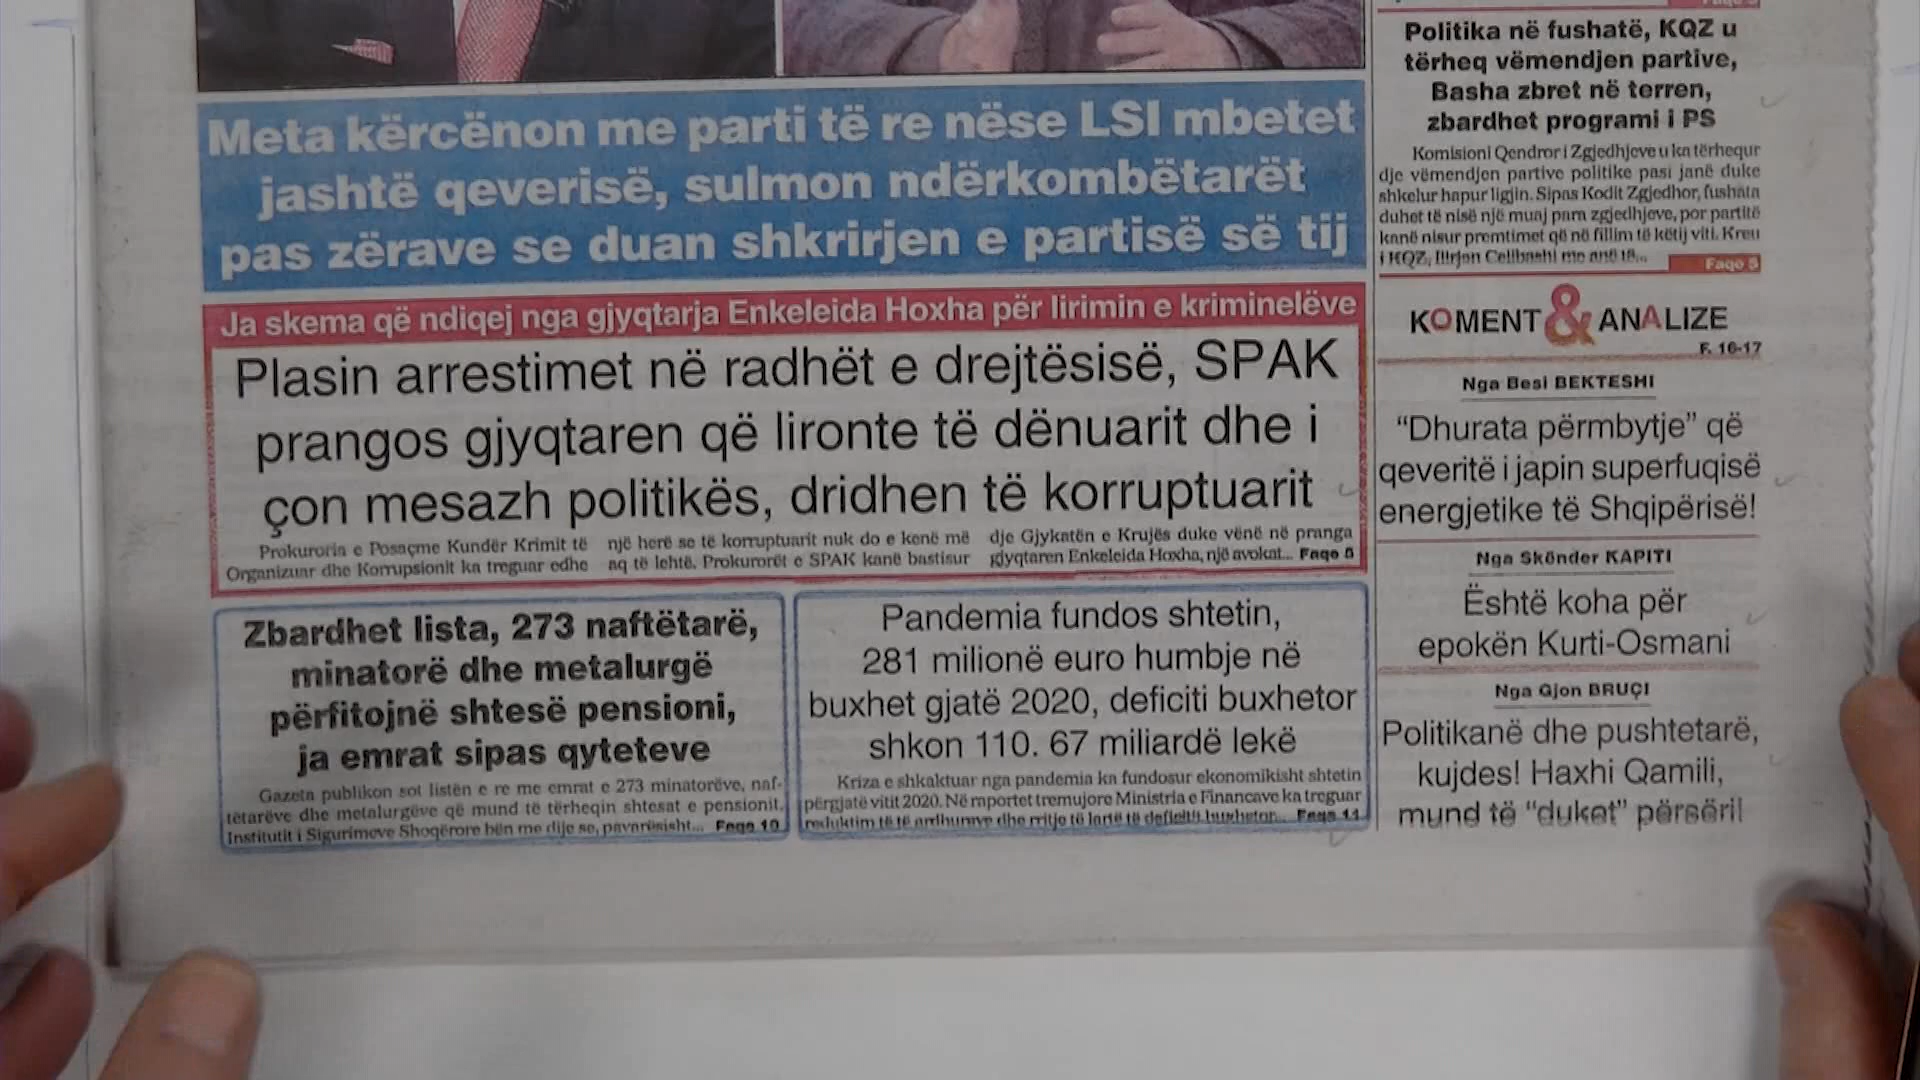 Meta kërcënon me parti të re nëse LSI mbetet
jashtë qeverisë, sulmon ndërkombëtarët
pas zërave se duan shkrirjen e partisë së tij
Ja skema që ndiqej nga gjyqtarja Enkeleida Hoxha për lirimin e kriminelëve
Plasin arrestimet në radhët e drejtësisë, SPAK
prangos gjyqtaren që lironte të dënuarit dhe i
çon mesazh politikës, dridhen të korruptuarit
Prokuroria e Posaçme Kundër Krimit të
Organizuar dhe Korrupsionit ka treguar edhe
një herë se të korruptuarit nuk do e kenë më
aq të lehtë. Prokurorët e SPAK kanë bastisur
dje Gjykatën e Krujës duke vënë në pranga
gjyqtaren Enkeleida Hoxha, një avokat... Faqe 8
Zbardhet lista, 273 naftëtarë,
minatorë dhe metalurgë
përfitojnë shtesë pensioni,
ja emrat sipas qyteteve
Gazeta publikon sot listën e re me emrat e 273 minatorëve, naf-
tëtarëve dhe metalurgëve që mund të tërheqin shtesat e pensionit.
Institutit i Sigurimeve Shoqërore bën me dije se, pavarësisht... Faqe 10
Pandemia fundos shtetin,
281 milionë euro humbje në
buxhet gjatë 2020, deficiti buxhetor
shkon 110. 67 miliardë lekë
Kriza e shkaktuar nga pandemia ka fundosur ekonomikisht shtetin
përgjatë vitit 2020. Në raportet tremujore Ministria e Financave ka treguar
reduktim të të ardhurave dhe rritje të lartë të deficitit buxhetor... Faqe 11
Politika në fushatë, KQZ u
tërheq vëmendjen partive,
Basha zbret në terren,
zbardhet programi i PS
Komisioni Qendror i Zgjedhjeve u ka tërhequr
dje vëmendjen partive politike pasi janë duke
shkelur hapur ligjin. Sipas Kodit Zgjedhor, fushata
duhet të nisë një muaj para zgjedhjeve, por partitë
kanë nisur premtimet që në fillim të këtij viti. Kreu
i KQZ, Ilirjan Celibashi me anë të... Faqe 5
KOMENT & ANALIZE
F. 16-17
Nga Besi BEKTESHI
“Dhurata përmbytje” që
qeveritë i japin superfuqisë
energjetike të Shqipërisë!
Nga Skënder KAPITI
Është koha për
epokën Kurti-Osmani
Nga Gjon BRUÇI
Politikanë dhe pushtetarë,
kujdes! Haxhi Qamili,
mund të “duket” përsëri!